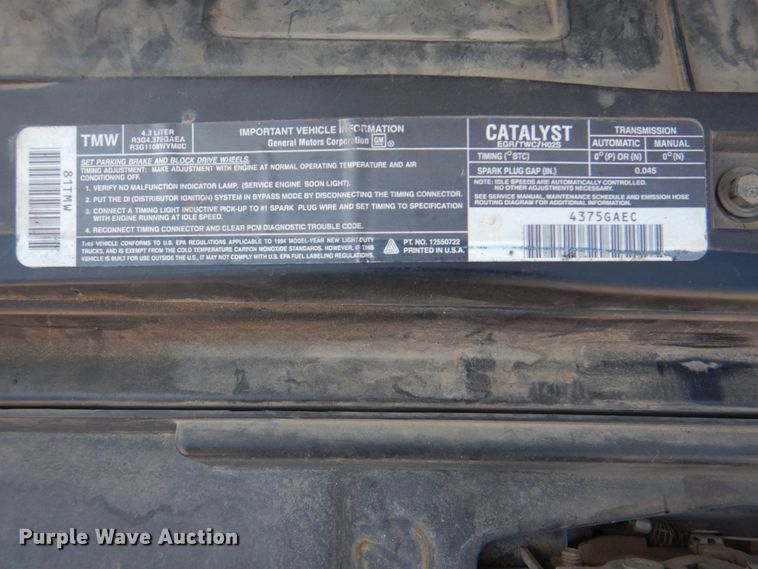 TMW
4.3 LITER
R3G4.375GAEA
R3G1108WYM0C
IMPORTANT VEHICLE INFORMATION
General Motors Corporation GM
SET PARKING BRAKE AND BLOCK DRIVE WHEELS.
TIMING ADJUSTMENT: MAKE ADJUSTMENT WITH ENGINE AT NORMAL OPERATING TEMPERATURE AND AIR
CONDITIONING OFF.
1. VERIFY NO MALFUNCTION INDICATOR LAMP. (SERVICE ENGINE SOON LIGHT).
2. PUT THE DI (DISTRIBUTOR IGNITION) SYSTEM IN BYPASS MODE BY DISCONNECTING THE TIMING CONNECTOR.
3. CONNECT A TIMING LIGHT INDUCTIVE PICK-UP TO #1 SPARK PLUG WIRE AND SET TIMING TO SPECIFICATION
WITH ENGINE RUNNING AT IDLE SPEED.
4. RECONNECT TIMING CONNECTOR AND CLEAR PCM DIAGNOSTIC TROUBLE CODE.
THIS VEHICLE CONFORMS TO U.S. EPA REGULATIONS APPLICABLE TO 1994 MODEL-YEAR NEW LIGHT-DUTY
TRUCKS, AND IS EXEMPT FROM THE COLD TEMPERATURE CARBON MONOXIDE STANDARDS. HOWEVER, IF THIS
VEHICLE IS BUILT FOR USE OUTSIDE THE U.S., IT MAY NOT COMPLY WITH U.S. EPA FUEL LABELING REGULATIONS.
PT. NO. 12550722
PRINTED IN U.S.A.
81TMW
CATALYST
EGR/TWC/HO2S
TRANSMISSION
AUTOMATIC
MANUAL
TIMING (°BTC)
0° (P) OR (N)
0° (N)
SPARK PLUG GAP (IN.)
0.045
NOTE: IDLE SPEEDS ARE AUTOMATICALLY CONTROLLED.
NO OTHER ADJUSTMENTS NEEDED.
SEE SERVICE MANUAL, MAINTENANCE SCHEDULE AND EMISSION HOSE
ROUTING DIAGRAM FOR ADDITIONAL INFORMATION.
4375GAEC
Purple Wave Auction